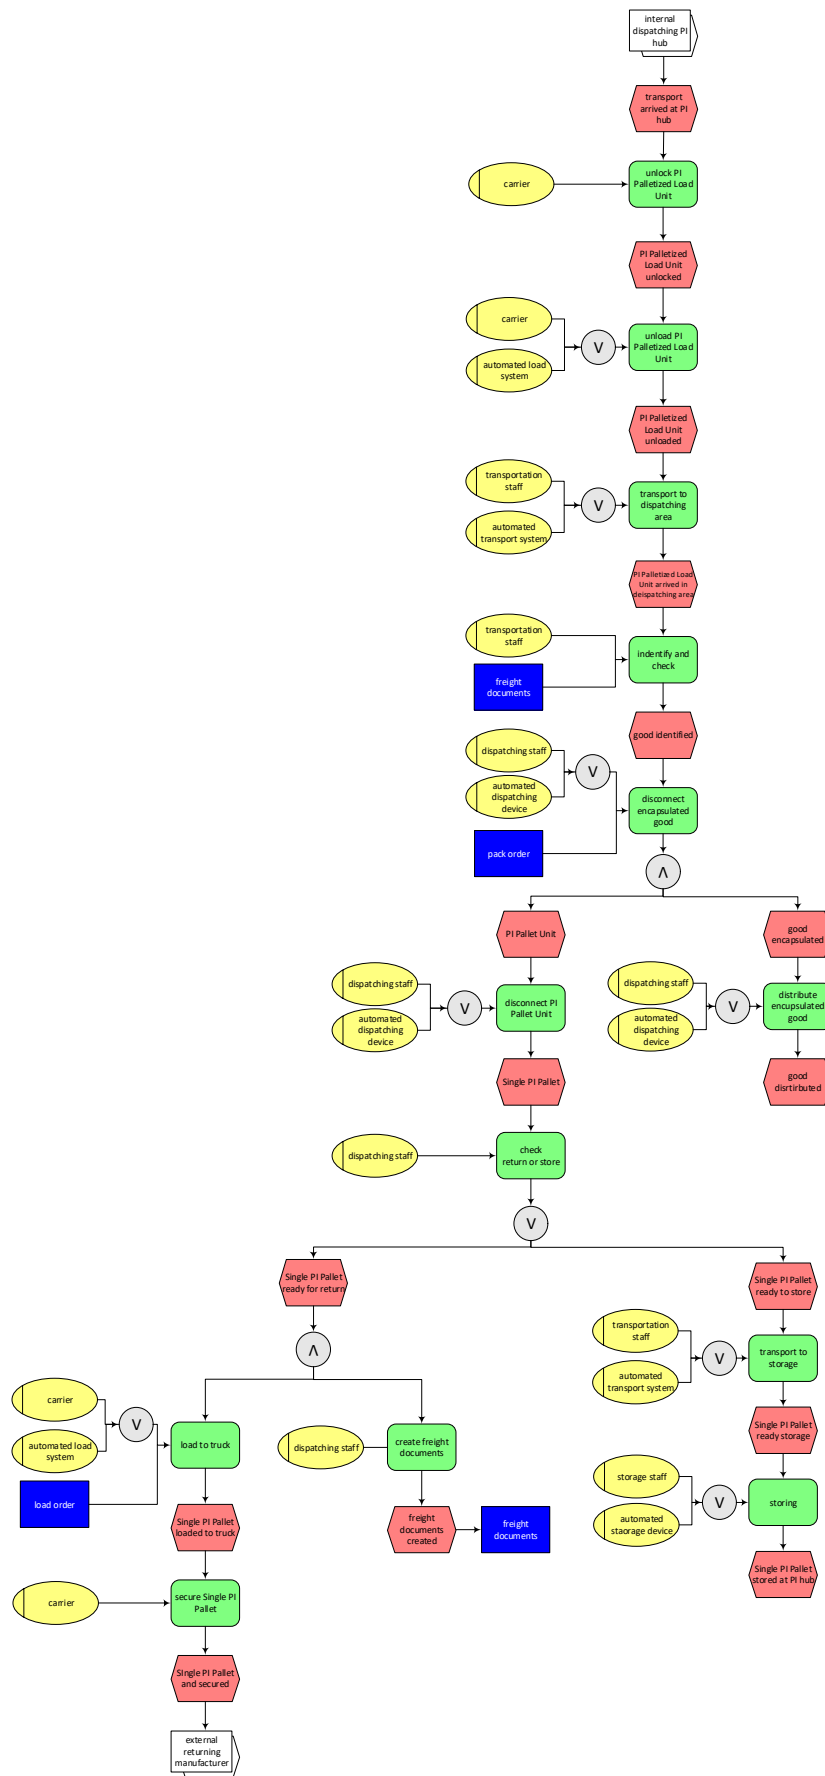 internal
dispatching PI
hub
transport
arrived at PI
hub
carrier
unlock PI
Palletized Load
Unit
PI Palletized
Load Unit
unlocked
carrier
automated load
system
V
unload PI
Palletized Load
Unit
PI Palletized
Load Unit
unloaded
transportation
staff
automated
transport system
V
transport to
dispatching
area
PI Palletized Load
Unit arrived in
deispatching area
transportation
staff
freight
documents
indentify and
check
good identified
dispatching staff
automated
dispatching
device
V
pack order
disconnect
encapsulated
good
Λ
PI Pallet Unit
good
encapsulated
dispatching staff
automated
dispatching
device
V
disconnect PI
Pallet Unit
dispatching staff
automated
dispatching
device
V
distribute
encupsulated
good
Single PI Pallet
good
disrtirbuted
dispatching staff
check
return or store
V
Single PI Pallet
ready for return
Single PI Pallet
ready to store
Λ
transportation
staff
automated
transport system
V
transport to
storage
carrier
automated load
system
V
load order
load to truck
dispatching staff
create freight
documents
Single PI Pallet
ready storage
storage staff
automated
staorage device
V
storing
Single PI Pallet
loaded to truck
freight
documents
created
freight
documents
Single PI Pallet
stored at PI hub
carrier
secure Single PI
Pallet
SIngle PI Pallet
and secured
external
returning
manufacturer